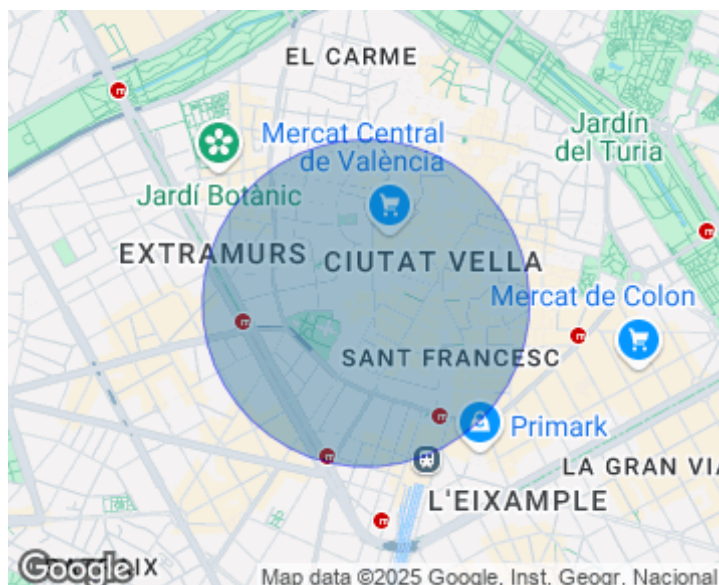 EL CARME
Mercat Central
de València
Jardín
del Turia
Jardí Botànic
EXTRAMURS
CIUTAT VELLA
Mercat de Colon
SANT FRANCESC
Primark
LA GRAN VIA
L'EIXAMPLE
Google
Map data ©2025 Google, Inst. Geogr. Nacional